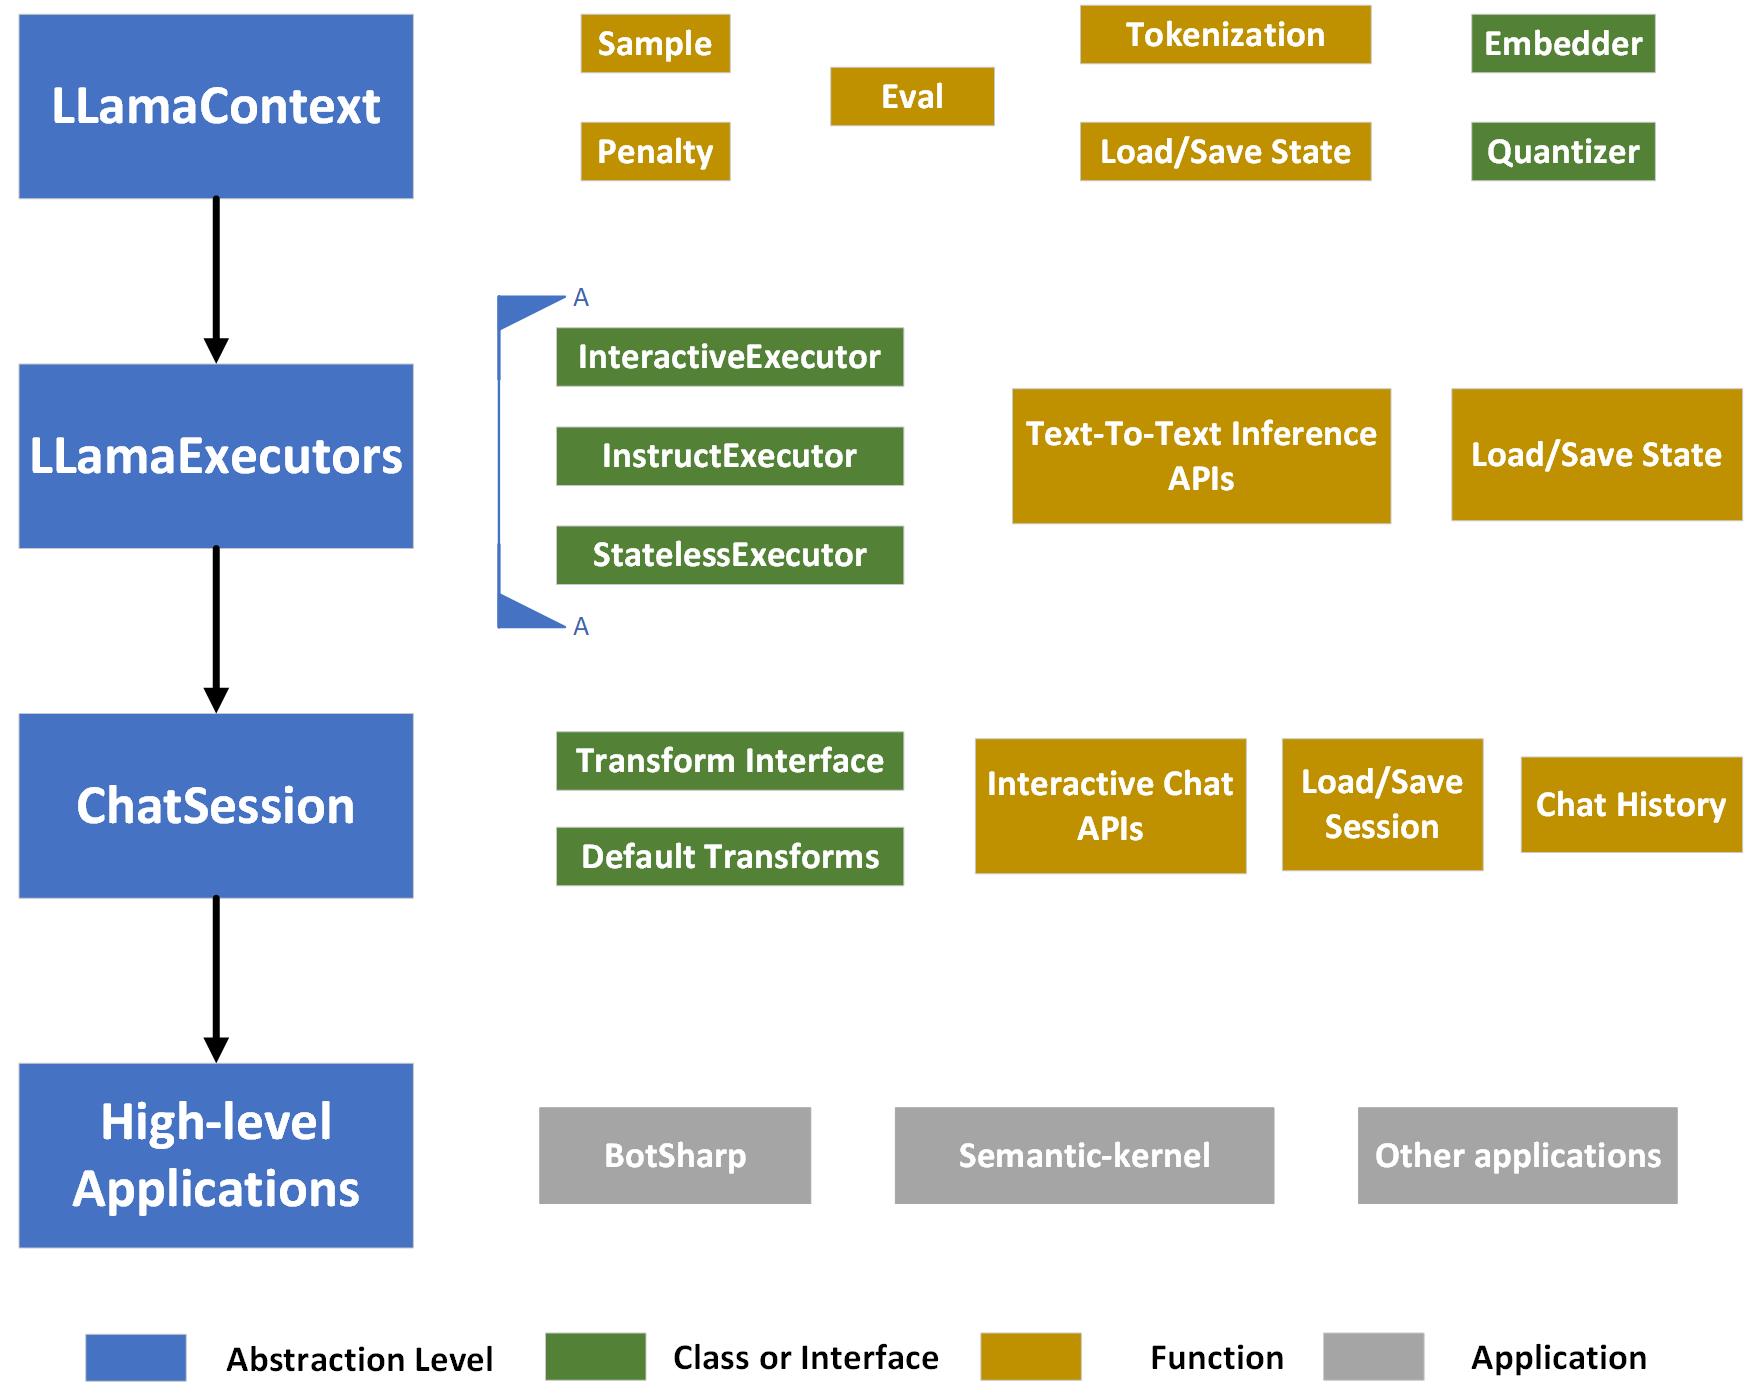 LLamaContext
Sample
Penalty
Eval
Tokenization
Load/Save State
Embedder
Quantizer
LLamaExecutors
A
InteractiveExecutor
InstructExecutor
StatelessExecutor
A
Text-To-Text Inference
APIs
Load/Save State
ChatSession
Transform Interface
Default Transforms
Interactive Chat
APIs
Load/Save
Session
Chat History
High-level
Applications
BotSharp
Semantic-kernel
Other applications
Abstraction Level
Class or Interface
Function
Application